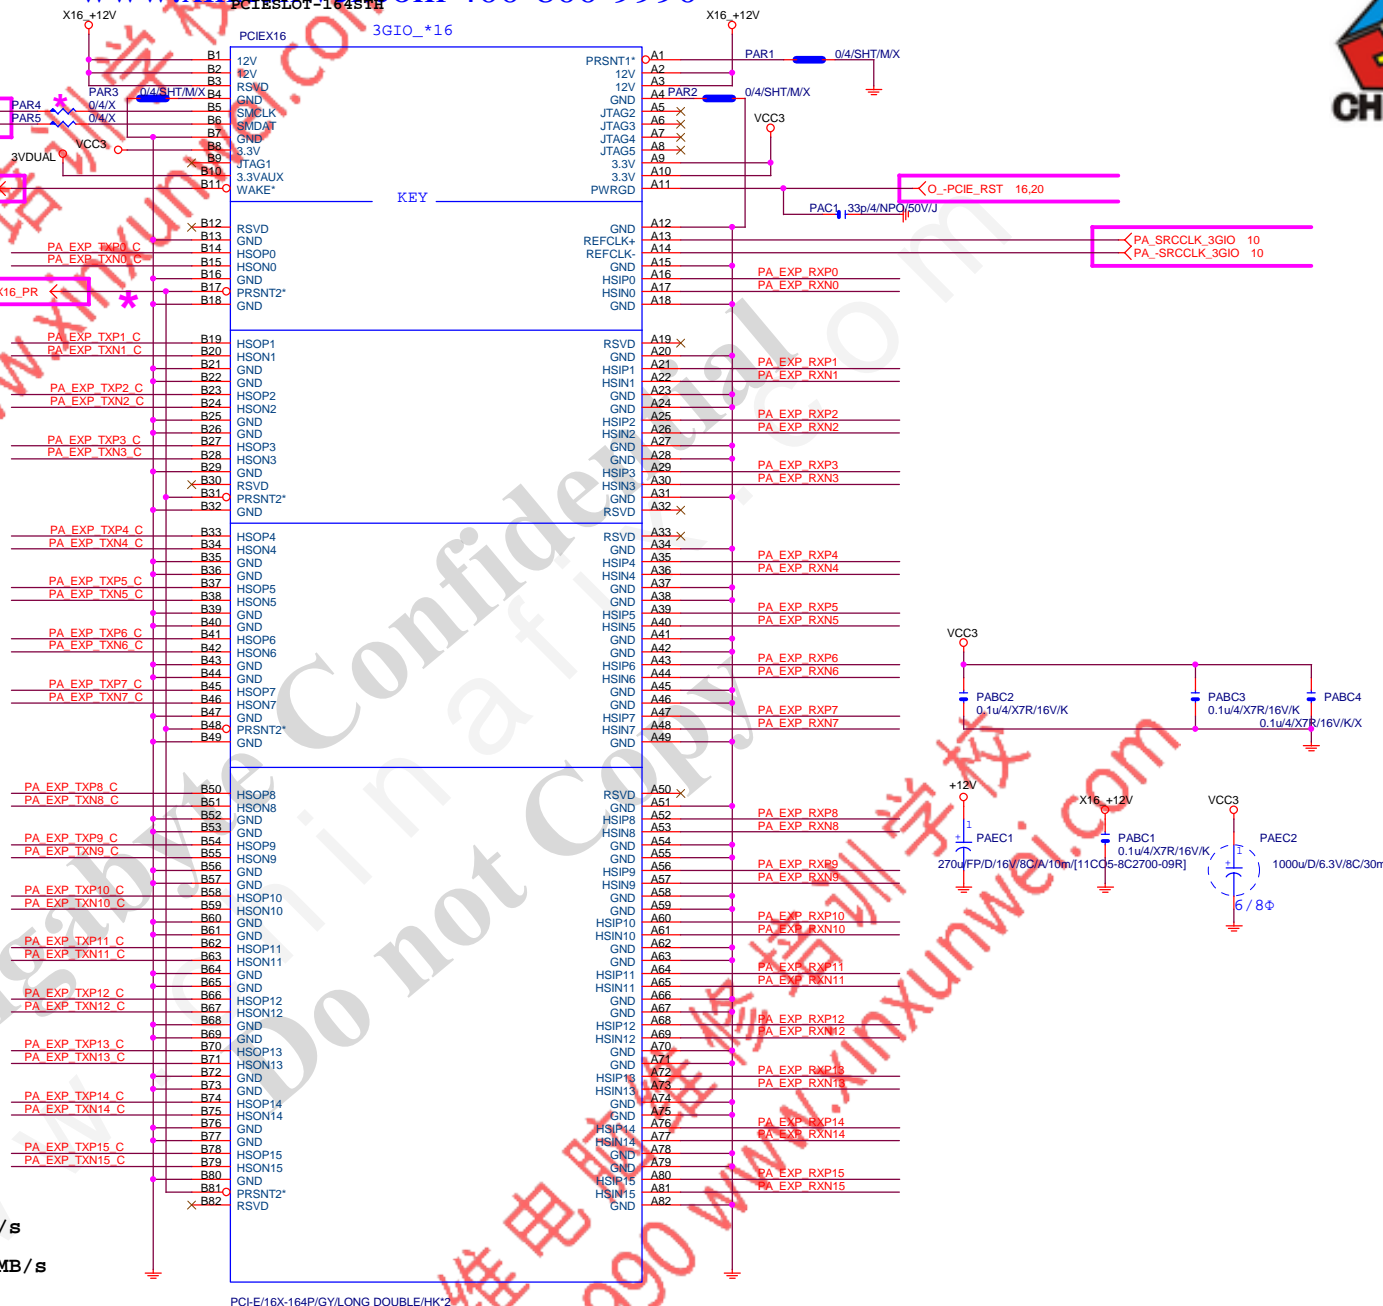 PCIESLOT-164STH
X16_+12V
X16_+12V
PCIEX16
3GIO_*16
B1 12V PRSNT1* A1 PAR1 0/4/SHT/M/X
B2 12V 12V A2
B3 RSVD 12V A3
PAR3 0/4/SHT/M/X B4 GND GND A4 PAR2 0/4/SHT/M/X
PAR4 0/4/X B5 SMCLK JTAG2 A5
PAR5 0/4/X B6 SMDAT JTAG3 A6
B7 GND JTAG4 A7 VCC3
VCC3 B8 3.3V JTAG5 A8
3VDUAL B9 JTAG1 3.3V A9
B10 3.3VAUX 3.3V A10
B11 WAKE* PWRGD A11 O_-PCIE_RST 16,20
KEY
PAC1 33p/4/NPO/50V/J
B12 RSVD GND A12
B13 GND REFCLK+ A13 PA_SRCCLK_3GIO 10
PA_EXP_TXP0_C B14 HSOP0 REFCLK- A14 PA_-SRCCLK_3GIO 10
PA_EXP_TXN0_C B15 HSON0 GND A15
B16 GND HSIP0 A16 PA_EXP_RXP0
X16_PR B17 PRSNT2* HSIN0 A17 PA_EXP_RXN0
B18 GND GND A18
PA_EXP_TXP1_C B19 HSOP1 RSVD A19
PA_EXP_TXN1_C B20 HSON1 GND A20
B21 GND HSIP1 A21 PA_EXP_RXP1
B22 GND HSIN1 A22 PA_EXP_RXN1
PA_EXP_TXP2_C B23 HSOP2 GND A23
PA_EXP_TXN2_C B24 HSON2 GND A24
B25 GND HSIP2 A25 PA_EXP_RXP2
B26 GND HSIN2 A26 PA_EXP_RXN2
PA_EXP_TXP3_C B27 HSOP3 GND A27
PA_EXP_TXN3_C B28 HSON3 GND A28
B29 GND HSIP3 A29 PA_EXP_RXP3
B30 RSVD HSIN3 A30 PA_EXP_RXN3
B31 PRSNT2* GND A31
B32 GND RSVD A32
PA_EXP_TXP4_C B33 HSOP4 RSVD A33
PA_EXP_TXN4_C B34 HSON4 GND A34
B35 GND HSIP4 A35 PA_EXP_RXP4
B36 GND HSIN4 A36 PA_EXP_RXN4
PA_EXP_TXP5_C B37 HSOP5 GND A37
PA_EXP_TXN5_C B38 HSON5 GND A38
B39 GND HSIP5 A39 PA_EXP_RXP5
B40 GND HSIN5 A40 PA_EXP_RXN5
PA_EXP_TXP6_C B41 HSOP6 GND A41
PA_EXP_TXN6_C B42 HSON6 GND A42
B43 GND HSIP6 A43 PA_EXP_RXP6
B44 GND HSIN6 A44 PA_EXP_RXN6
PA_EXP_TXP7_C B45 HSOP7 GND A45
PA_EXP_TXN7_C B46 HSON7 GND A46
B47 GND HSIP7 A47 PA_EXP_RXP7
B48 PRSNT2* HSIN7 A48 PA_EXP_RXN7
B49 GND GND A49
PA_EXP_TXP8_C B50 HSOP8 RSVD A50
PA_EXP_TXN8_C B51 HSON8 GND A51
B52 GND HSIP8 A52 PA_EXP_RXP8
B53 GND HSIN8 A53 PA_EXP_RXN8
PA_EXP_TXP9_C B54 HSOP9 GND A54
PA_EXP_TXN9_C B55 HSON9 GND A55
B56 GND HSIP9 A56 PA_EXP_RXP9
B57 GND HSIN9 A57 PA_EXP_RXN9
PA_EXP_TXP10_C B58 HSOP10 GND A58
PA_EXP_TXN10_C B59 HSON10 GND A59
B60 GND HSIP10 A60 PA_EXP_RXP10
B61 GND HSIN10 A61 PA_EXP_RXN10
PA_EXP_TXP11_C B62 HSOP11 GND A62
PA_EXP_TXN11_C B63 HSON11 GND A63
B64 GND HSIP11 A64 PA_EXP_RXP11
B65 GND HSIN11 A65 PA_EXP_RXN11
PA_EXP_TXP12_C B66 HSOP12 GND A66
PA_EXP_TXN12_C B67 HSON12 GND A67
B68 GND HSIP12 A68 PA_EXP_RXP12
B69 GND HSIN12 A69 PA_EXP_RXN12
PA_EXP_TXP13_C B70 HSOP13 GND A70
PA_EXP_TXN13_C B71 HSON13 GND A71
B72 GND HSIP13 A72 PA_EXP_RXP13
B73 GND HSIN13 A73 PA_EXP_RXN13
PA_EXP_TXP14_C B74 HSOP14 GND A74
PA_EXP_TXN14_C B75 HSON14 GND A75
B76 GND HSIP14 A76 PA_EXP_RXP14
B77 GND HSIN14 A77 PA_EXP_RXN14
PA_EXP_TXP15_C B78 HSOP15 GND A78
PA_EXP_TXN15_C B79 HSON15 GND A79
B80 GND HSIP15 A80 PA_EXP_RXP15
B81 PRSNT2* HSIN15 A81 PA_EXP_RXN15
B82 RSVD GND A82
PCI-E/16X-164P/GY/LONG DOUBLE/HK*2
VCC3
PABC2 PABC3 PABC4
0.1u/4/X7R/16V/K 0.1u/4/X7R/16V/K
0.1u/4/X7R/16V/K/X
+12V X16_+12V VCC3
PAEC1 PABC1 PAEC2
0.1u/4/X7R/16V/K
270u/FP/D/16V/8C/A/10m/[11CO5-8C2700-09R] 1000u/D/6.3V/8C/30m
6/8Φ
/s
MB/s
Gigabyte Confidential
Do not Copy
维修培训学校
www.xinxunwei.com